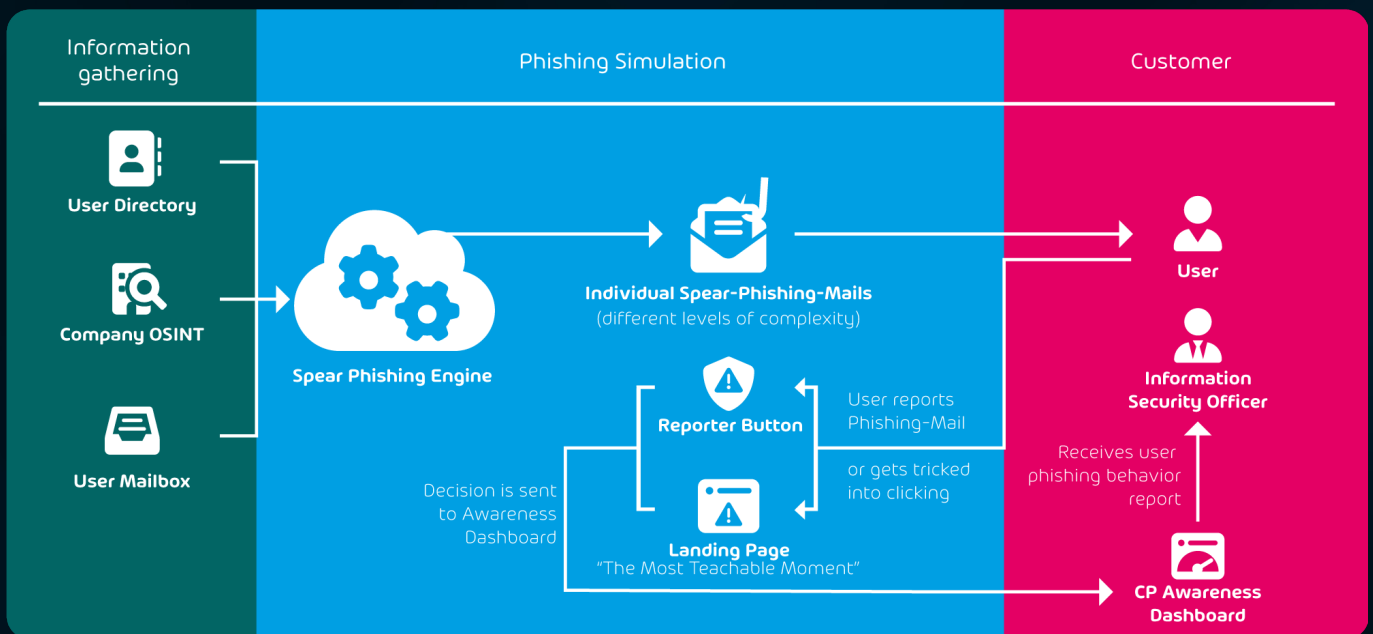 Information
gathering
Phishing Simulation
Customer
User Directory
Company OSINT
User Mailbox
Spear Phishing Engine
Individual Spear-Phishing-Mails
(different levels of complexity)
Reporter Button
User reports
Phishing-Mail
or gets tricked
into clicking
Decision is sent
to Awareness
Dashboard
Landing Page
“The Most Teachable Moment”
User
Information
Security Officer
Receives user
phishing behavior
report
CP Awareness
Dashboard